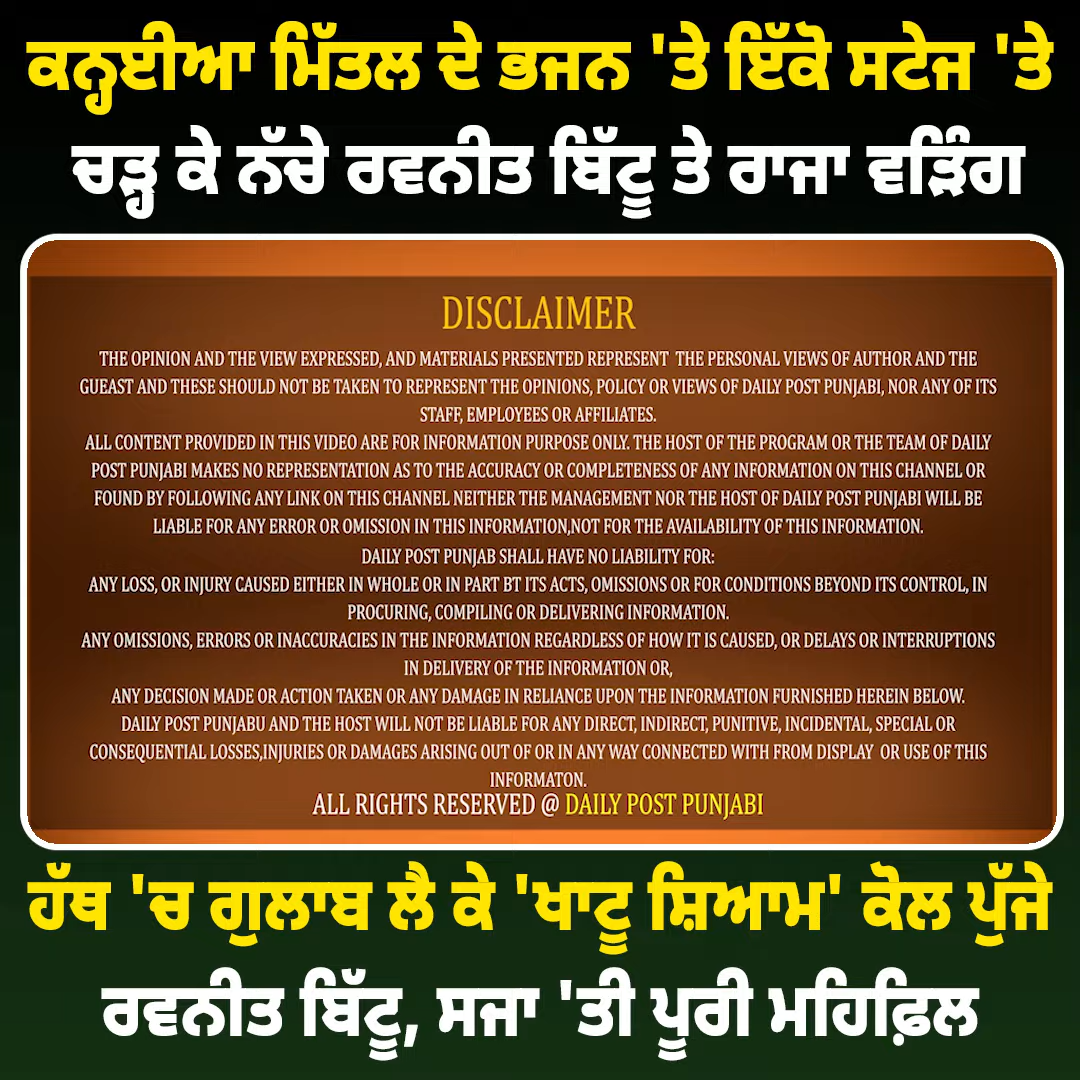 ਕਨ੍ਹਈਆ ਮਿੱਤਲ ਦੇ ਭਜਨ 'ਤੇ ਇੱਕੋ ਸਟੇਜ 'ਤੇ
ਚੜ੍ਹ ਕੇ ਨੱਚੇ ਰਵਨੀਤ ਬਿੱਟੂ ਤੇ ਰਾਜਾ ਵੜਿੰਗ
DISCLAIMER
THE OPINION AND THE VIEW EXPRESSED, AND MATERIALS PRESENTED REPRESENT THE PERSONAL VIEWS OF AUTHOR AND THE
GUEAST AND THESE SHOULD NOT BE TAKEN TO REPRESENT THE OPINIONS, POLICY OR VIEWS OF DAILY POST PUNJABI, NOR ANY OF ITS
STAFF, EMPLOYEES OR AFFILIATES.
ALL CONTENT PROVIDED IN THIS VIDEO ARE FOR INFORMATION PURPOSE ONLY. THE HOST OF THE PROGRAM OR THE TEAM OF DAILY
POST PUNJABI MAKES NO REPRESENTATION AS TO THE ACCURACY OR COMPLETENESS OF ANY INFORMATION ON THIS CHANNEL OR
FOUND BY FOLLOWING ANY LINK ON THIS CHANNEL NEITHER THE MANAGEMENT NOR THE HOST OF DAILY POST PUNJABI WILL BE
LIABLE FOR ANY ERROR OR OMISSION IN THIS INFORMATION,NOT FOR THE AVAILABILITY OF THIS INFORMATION.
DAILY POST PUNJAB SHALL HAVE NO LIABILITY FOR:
ANY LOSS, OR INJURY CAUSED EITHER IN WHOLE OR IN PART BT ITS ACTS, OMISSIONS OR FOR CONDITIONS BEYOND ITS CONTROL, IN
PROCURING, COMPILING OR DELIVERING INFORMATION.
ANY OMISSIONS, ERRORS OR INACCURACIES IN THE INFORMATION REGARDLESS OF HOW IT IS CAUSED, OR DELAYS OR INTERRUPTIONS
IN DELIVERY OF THE INFORMATION OR,
ANY DECISION MADE OR ACTION TAKEN OR ANY DAMAGE IN RELIANCE UPON THE INFORMATION FURNISHED HEREIN BELOW.
DAILY POST PUNJABU AND THE HOST WILL NOT BE LIABLE FOR ANY DIRECT, INDIRECT, PUNITIVE, INCIDENTAL, SPECIAL OR
CONSEQUENTIAL LOSSES,INJURIES OR DAMAGES ARISING OUT OF OR IN ANY WAY CONNECTED WITH FROM DISPLAY OR USE OF THIS
INFORMATON.
ALL RIGHTS RESERVED @ DAILY POST PUNJABI
ਹੱਥ 'ਚ ਗੁਲਾਬ ਲੈ ਕੇ 'ਖਾਟੂ ਸ਼ਿਆਮ' ਕੋਲ ਪੁੱਜੇ
ਰਵਨੀਤ ਬਿੱਟੂ, ਸਜਾ 'ਤੀ ਪੂਰੀ ਮਹਿਫ਼ਿਲ